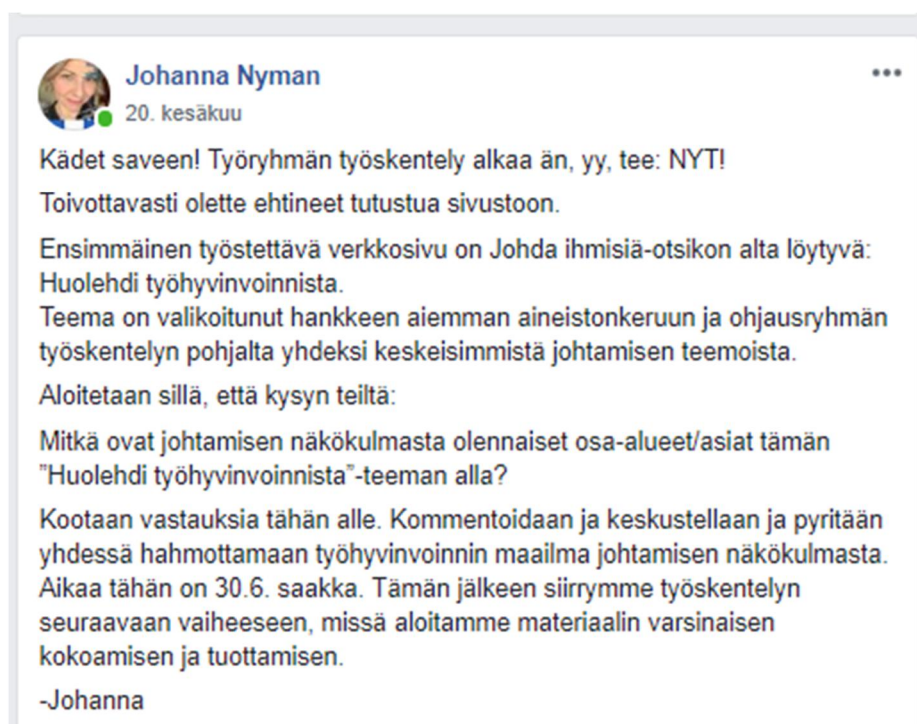 Johanna Nyman
20. kesäkuu
Kädet saveen! Työryhmän työskentely alkaa än, yy, tee: NYT!
Toivottavasti olette ehtineet tutustua sivustoon.
Ensimmäinen työstettävä verkkosivu on Johda ihmisiä-otsikon alta löytyvä:
Huolehdi työhyvinvoinnista.
Teema on valikoitunut hankkeen aiemman aineistonkeruun ja ohjausryhmän
työskentelyn pohjalta yhdeksi keskeisimmistä johtamisen teemoista.
Aloitetaan sillä, että kysyn teiltä:
Mitkä ovat johtamisen näkökulmasta olennaiset osa-alueet/asiat tämän
"Huolehdi työhyvinvoinnista"-teeman alla?
Kootaan vastauksia tähän alle. Kommentoidaan ja keskustellaan ja pyritään
yhdessä hahmottamaan työhyvinvoinnin maailma johtamisen näkökulmasta.
Aikaa tähän on 30.6. saakka. Tämän jälkeen siirrymme työskentelyn
seuraavaan vaiheeseen, missä aloitamme materiaalin varsinaisen
kokoamisen ja tuottamisen.
-Johanna